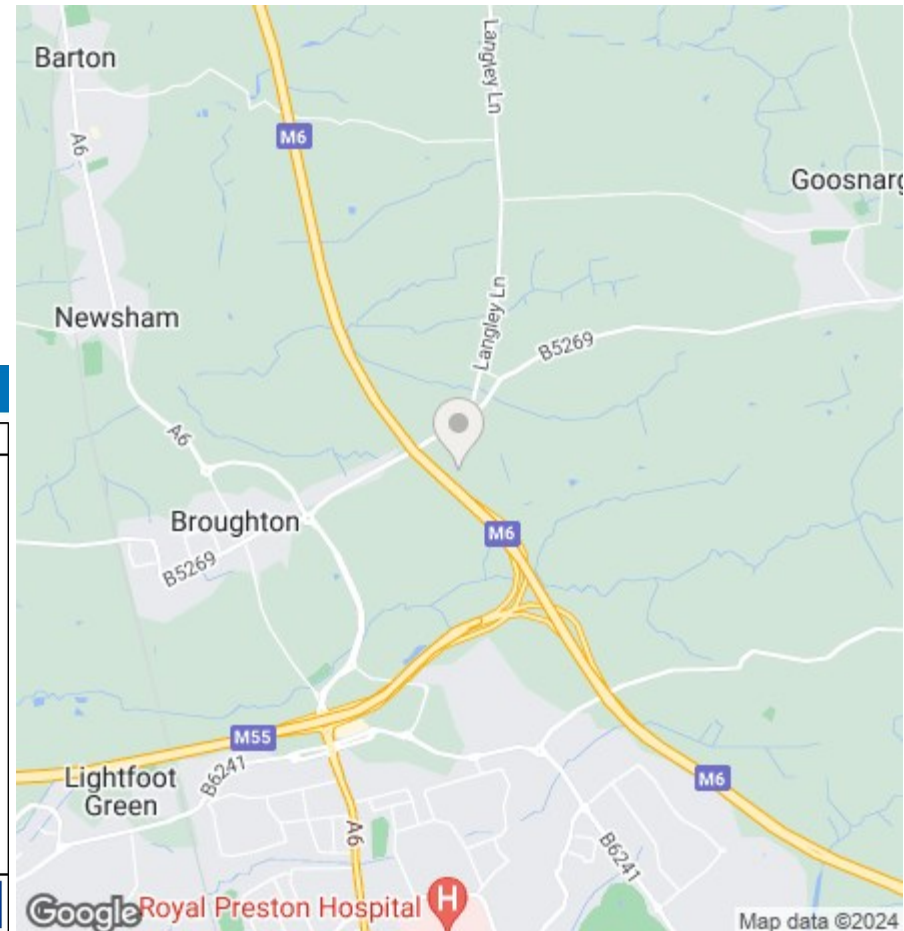 Barton
Langley Ln
M6
A6
Goosnarg
Newsham
Langley Ln
B5269
A6
Broughton
M6
B5269
M55
Lightfoot
Green
B6241
M6
A6
B6241
Google
Royal Preston Hospital
H
Map data ©2024